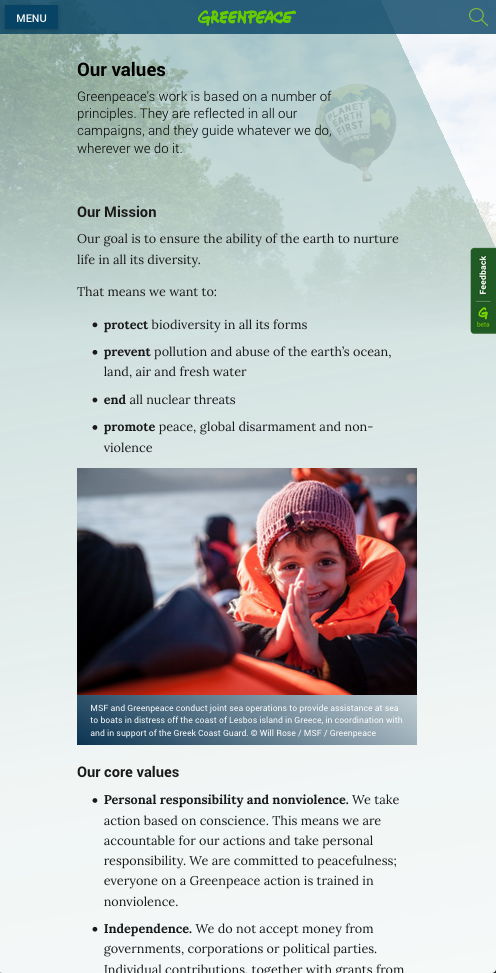 MENU
GREENPEACE
Our values
Greenpeace's work is based on a number of
principles. They are reflected in all our
campaigns, and they guide whatever we do,
wherever we do it.
PLANET
EARTH
FIRST
Our Mission
Our goal is to ensure the ability of the earth to nurture
life in all its diversity.
Feedback
beta
That means we want to:
• protect biodiversity in all its forms
• prevent pollution and abuse of the earth's ocean,
land, air and fresh water
• end all nuclear threats
• promote peace, global disarmament and non-
violence
MSF and Greenpeace conduct joint sea operations to provide assistance at sea
to boats in distress off the coast of Lesbos island in Greece, in coordination with
and in support of the Greek Coast Guard. © Will Rose / MSF / Greenpeace
Our core values
• Personal responsibility and nonviolence. We take
action based on conscience. This means we are
accountable for our actions and take personal
responsibility. We are committed to peacefulness;
everyone on a Greenpeace action is trained in
nonviolence.
• Independence. We do not accept money from
governments, corporations or political parties.
Individual contributions, together with grants from